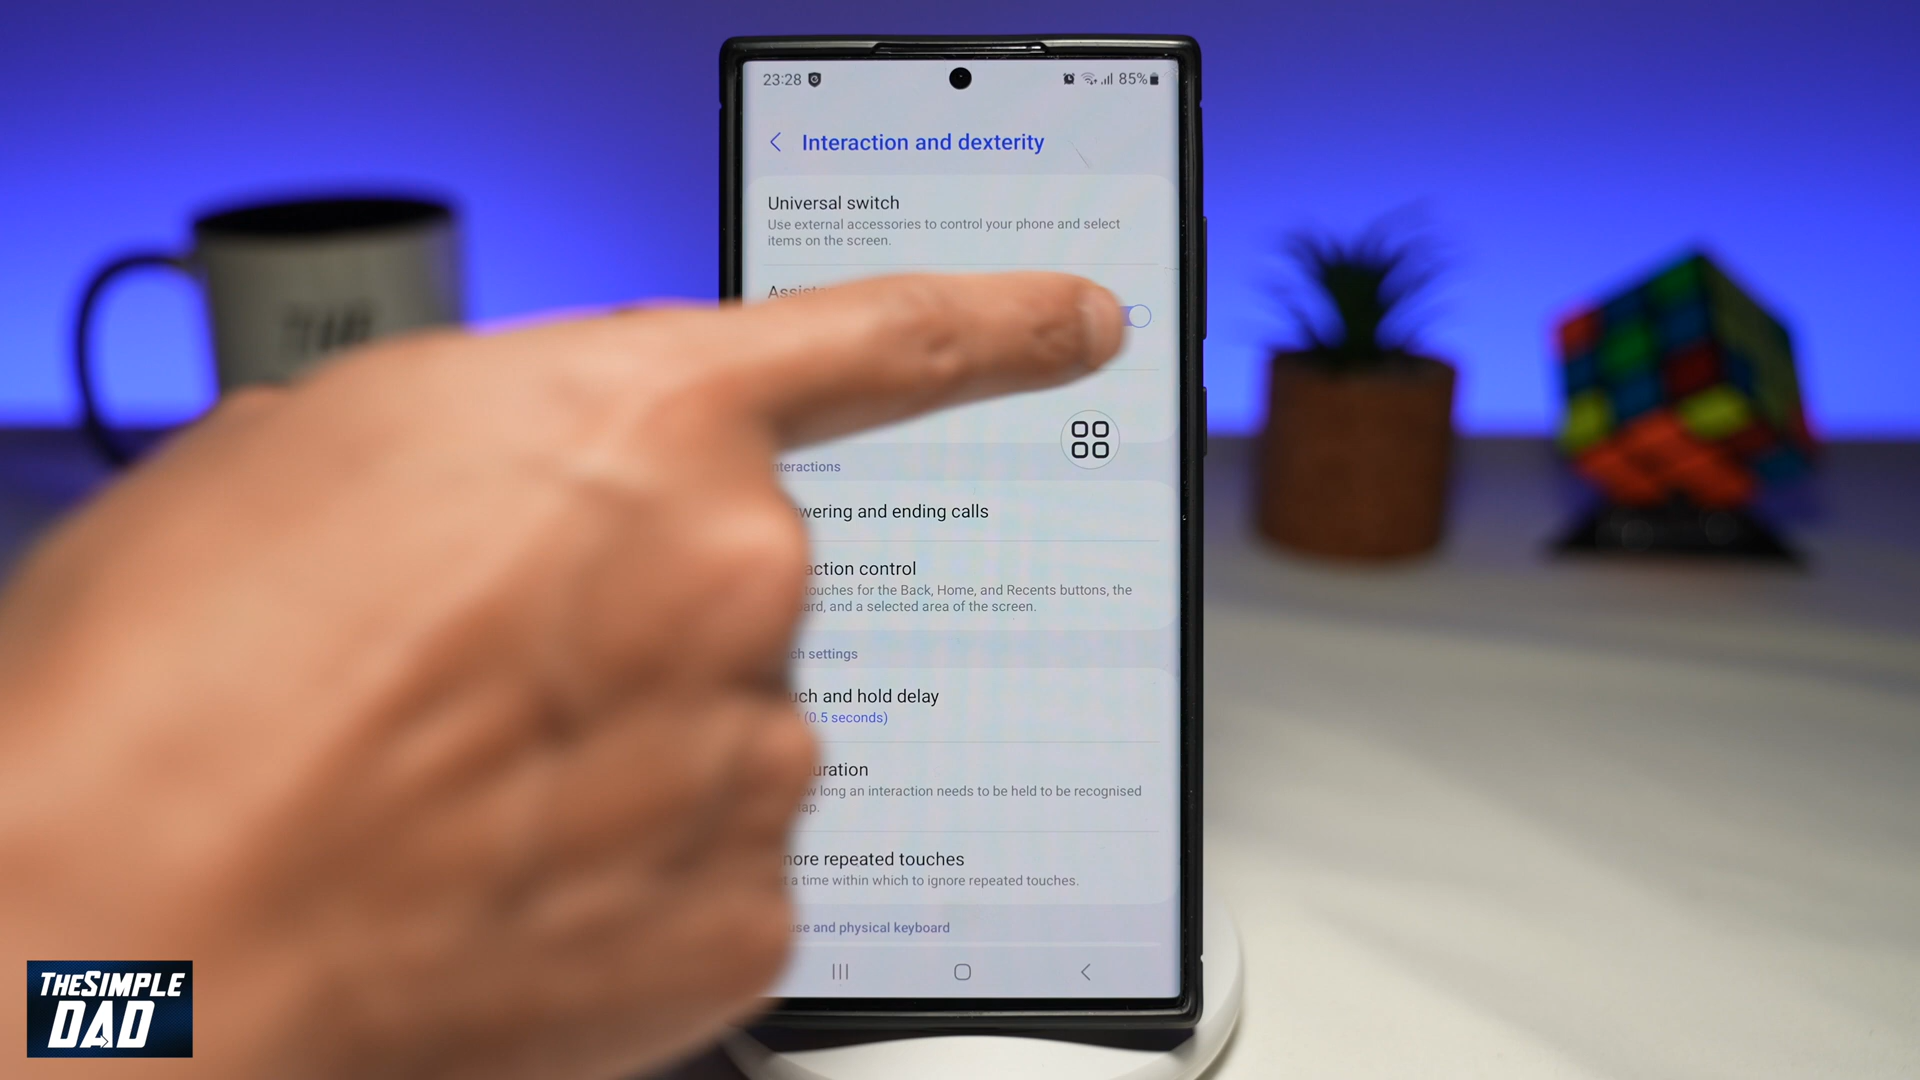 23:28
85%
Interaction and dexterity
Universal switch
Use external accessories to control your phone and select
items on the screen.
THE
nteractions
wering and ending calls
action control
touches for the Back, Home, and Recents buttons, the
ard, and a selected area of the screen.
ch settings
uch and hold delay
(0.5 seconds)
uration
w long an interaction needs to be held to be recognised
tap.
nore repeated touches
t a time within which to ignore repeated touches.
use and physical keyboard
THESIMPLE
DAD